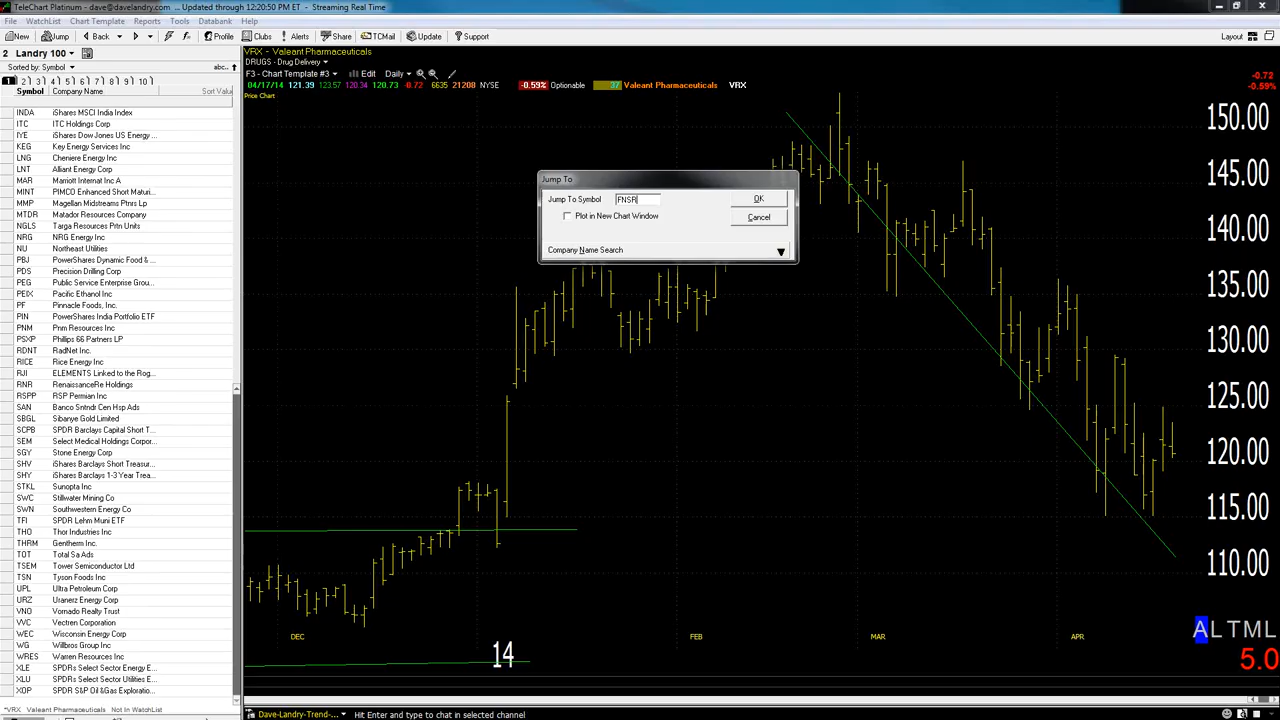 TeleChart Platinum - dave@davelandry.com ... Updated through 12:20:50 PM ET - Streaming Real Time
File WatchList Chart Template Reports Tools Databank Help
New Jump Back Profile Clubs Alerts Share TCMail Update Support Layout
2 Landry 100
Sorted by: Symbol abc..
1 2 3 4 5 6 7 8 9 10
Symbol Company Name Sort Valu
INDA iShares MSCI India Index
ITC ITC Holdings Corp
IYE iShares Dow Jones US Energy ...
KEG Key Energy Services Inc
LNG Cheniere Energy Inc
LNT Alliant Energy Corp
MAR Marriott Internat Inc A
MINT PIMCO Enhanced Short Maturi...
MMP Magellan Midstreams Ptnrs Lp
MTDR Matador Resources Company
NGLS Targa Resources Prtn Units
NRG NRG Energy Inc
NU Northeast Utilities
PBJ PowerShares Dynamic Food & ...
PDS Precision Drilling Corp
PEG Public Service Enterprise Grou...
PEIX Pacific Ethanol Inc
PF Pinnacle Foods, Inc.
PIN PowerShares India Portfolio ETF
PNM Pnm Resources Inc
PSXP Phillips 66 Partners LP
RDNT RadNet Inc.
RICE Rice Energy Inc
RJI ELEMENTS Linked to the Rog...
RNR RenaissanceRe Holdings
RSPP RSP Permian Inc
SAN Banco Sntndr Cen Hsp Ads
SBGL Sibanye Gold Limited
SCPB SPDR Barclays Capital Short T...
SEM Select Medical Holdings Corpor...
SGY Stone Energy Corp
SHV iShares Barclays Short Treasur...
SHY iShares Barclays 1-3 Year Trea...
STKL Sunopta Inc
SWC Stillwater Mining Co
SWN Southwestern Energy Co
TFI SPDR Lehm Muni ETF
THO Thor Industries Inc
THRM Gentherm Inc.
TOT Total Sa Ads
TSEM Tower Semiconductor Ltd
TSN Tyson Foods Inc
UPL Ultra Petroleum Corp
URZ Uranerz Energy Corp
VNO Vornado Realty Trust
VVC Vectren Corporation
WEC Wisconsin Energy Corp
WG Willbros Group Inc
WRES Warren Resources Inc
XLE SPDRs Select Sector Energy E...
XLU SPDRs Select Sector Utilities E...
XOP SPDR S&P Oil &Gas Exploratio...
*VRX Valeant Pharmaceuticals Not In WatchList
VRX - Valeant Pharmaceuticals
DRUGS - Drug Delivery
F3 - Chart Template #3 Edit Daily
04/17/14 121.39 123.57 120.34 120.73 -0.72 6635 21208 NYSE -0.59% Optionable 37 Valeant Pharmaceuticals VRX
-0.72
-0.59%
Price Chart
Jump To
Jump To Symbol FNSR OK
Plot in New Chart Window Cancel
Company Name Search
150.00
145.00
140.00
135.00
130.00
125.00
120.00
115.00
110.00
ALTML
5.0
DEC 14 FEB MAR APR
Dave-Landry-Trend-... Hit Enter and type to chat in selected channel